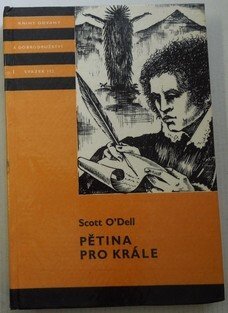 KNIHY ODVAHY
A DOBRODRUŽSTVÍ
SVAZEK
Scott O'Dell
PĚTINA
PRO KRÁLE